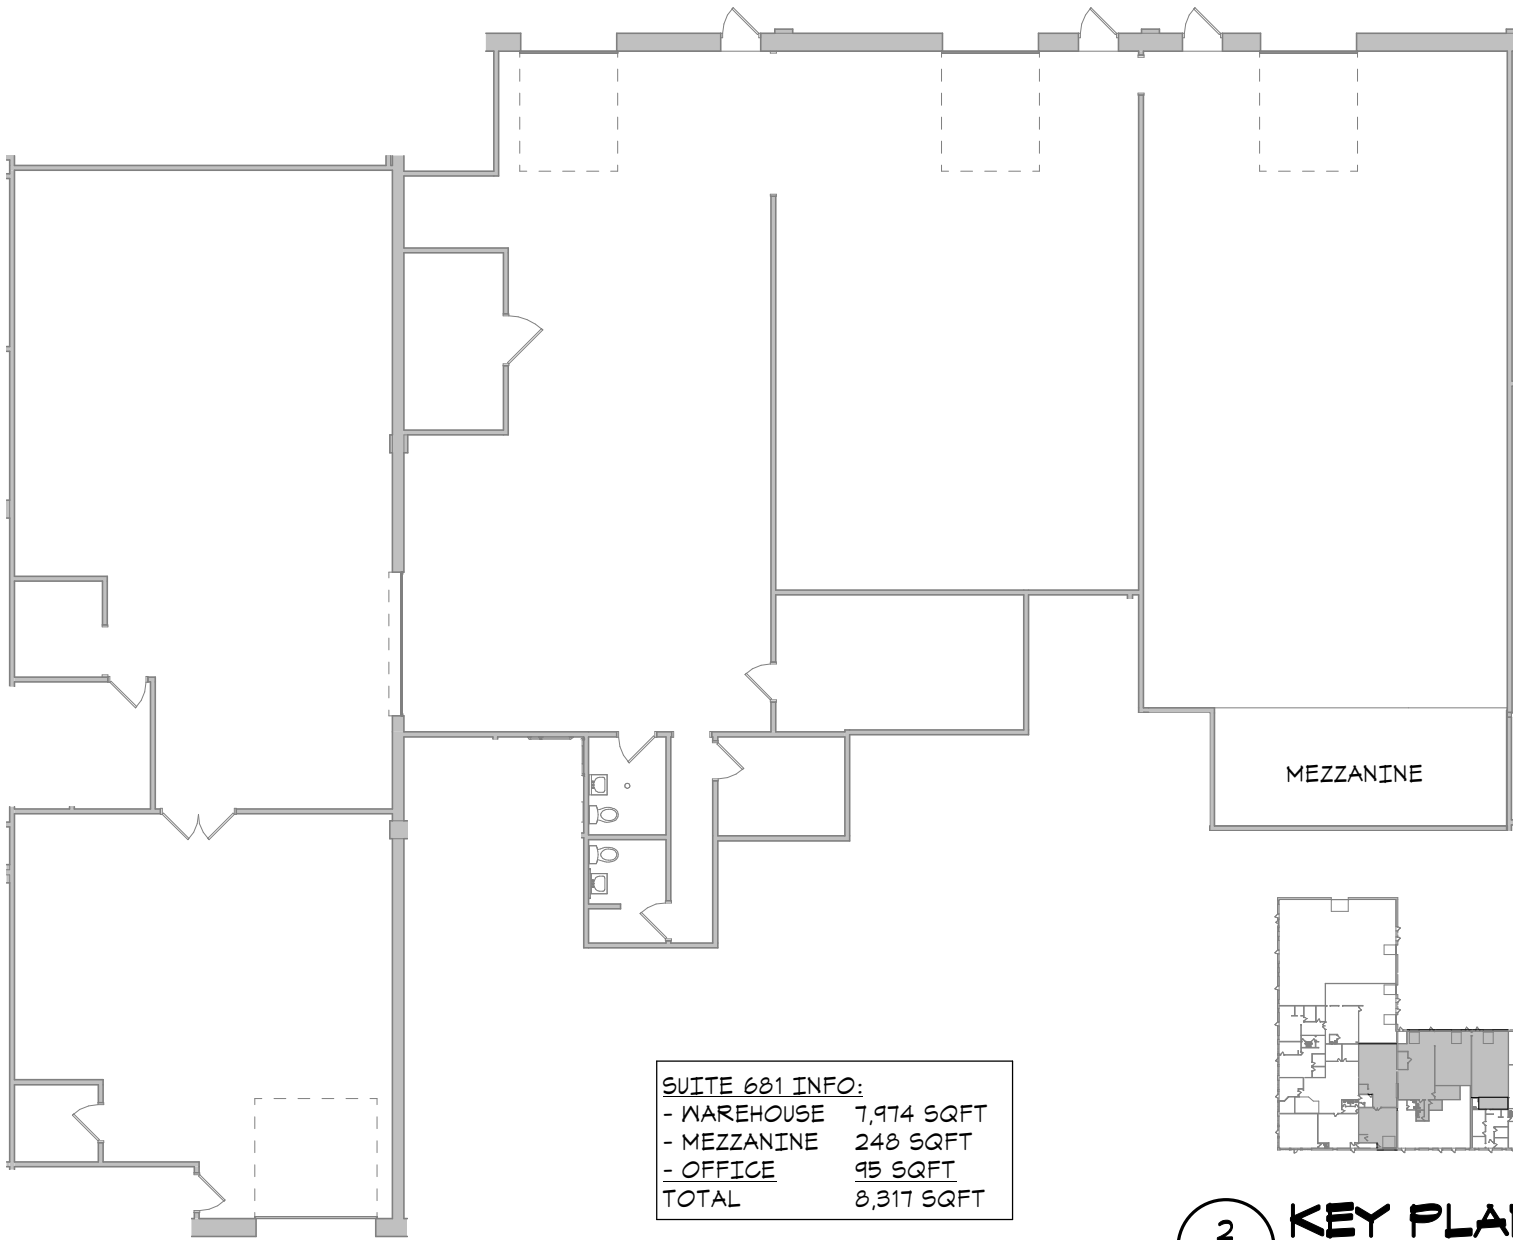 MEZZANINE
SUITE 681 INFO:
- WAREHOUSE 7,974 SQFT
- MEZZANINE 248 SQFT
- OFFICE 95 SQFT
TOTAL 8,317 SQFT
2
KEY PLA